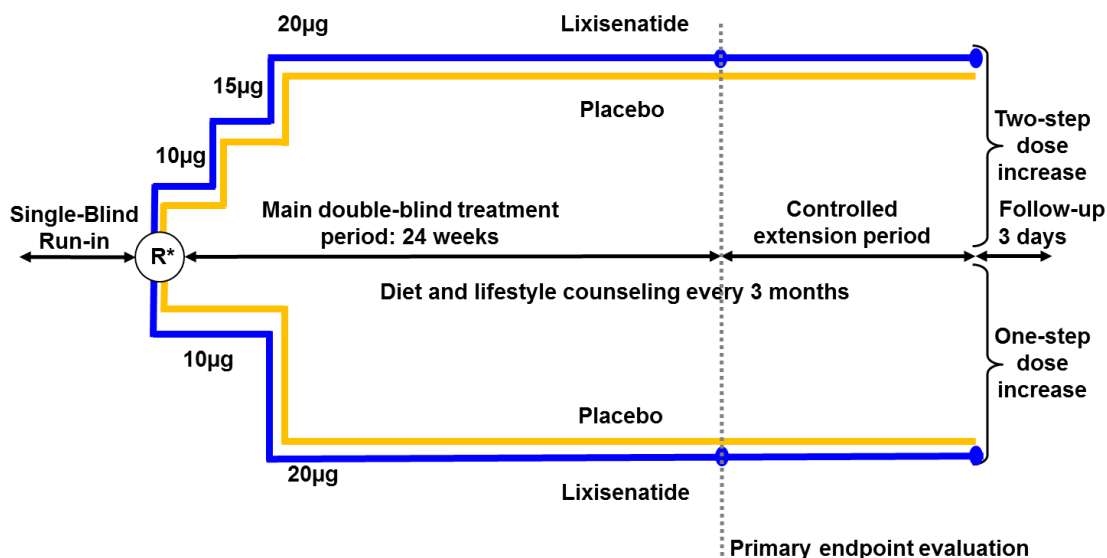 20µg
Lixisenatide
15µg
Placebo
Two-step
dose
increase
10µg
Single-Blind
Run-in
Main double-blind treatment
period: 24 weeks
Controlled
extension period
Follow-up
3 days
R*
Diet and lifestyle counseling every 3 months
10µg
One-step
dose
increase
Placebo
20µg
Lixisenatide
Primary endpoint evaluation